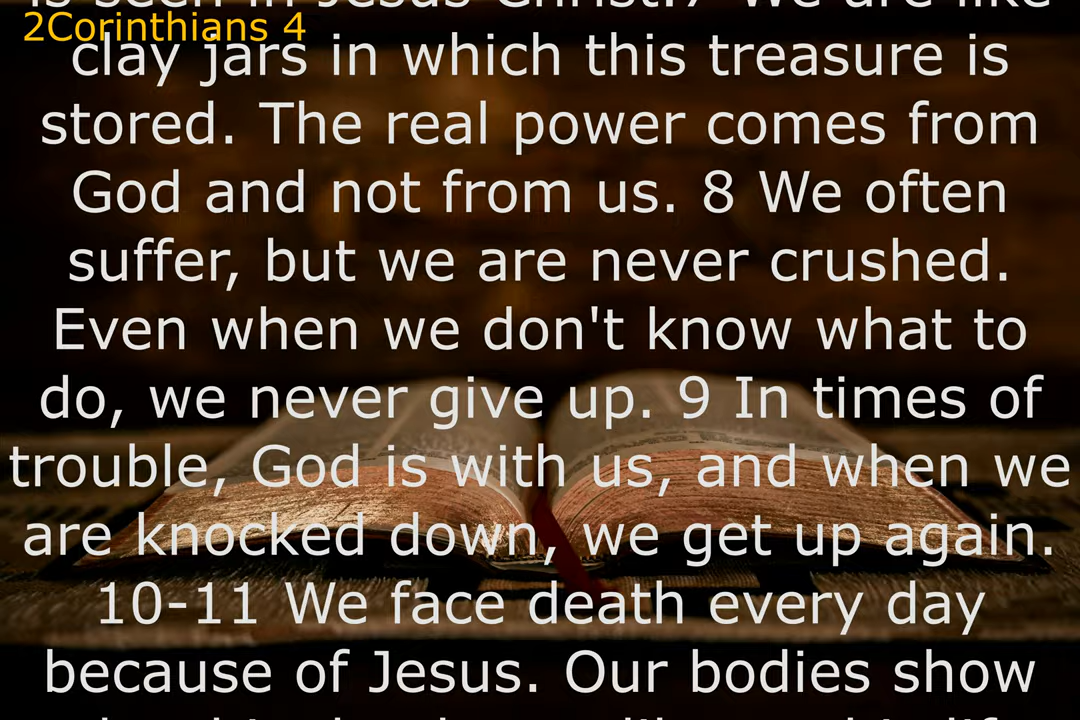 is seen in Jesus Christ.7 We are like
2Corinthians 4
clay jars in which this treasure is
stored. The real power comes from
God and not from us. 8 We often
suffer, but we are never crushed.
Even when we don't know what to
do, we never give up. 9 In times of
trouble, God is with us, and when we
are knocked down, we get up again.
10-11 We face death every day
because of Jesus. Our bodies show